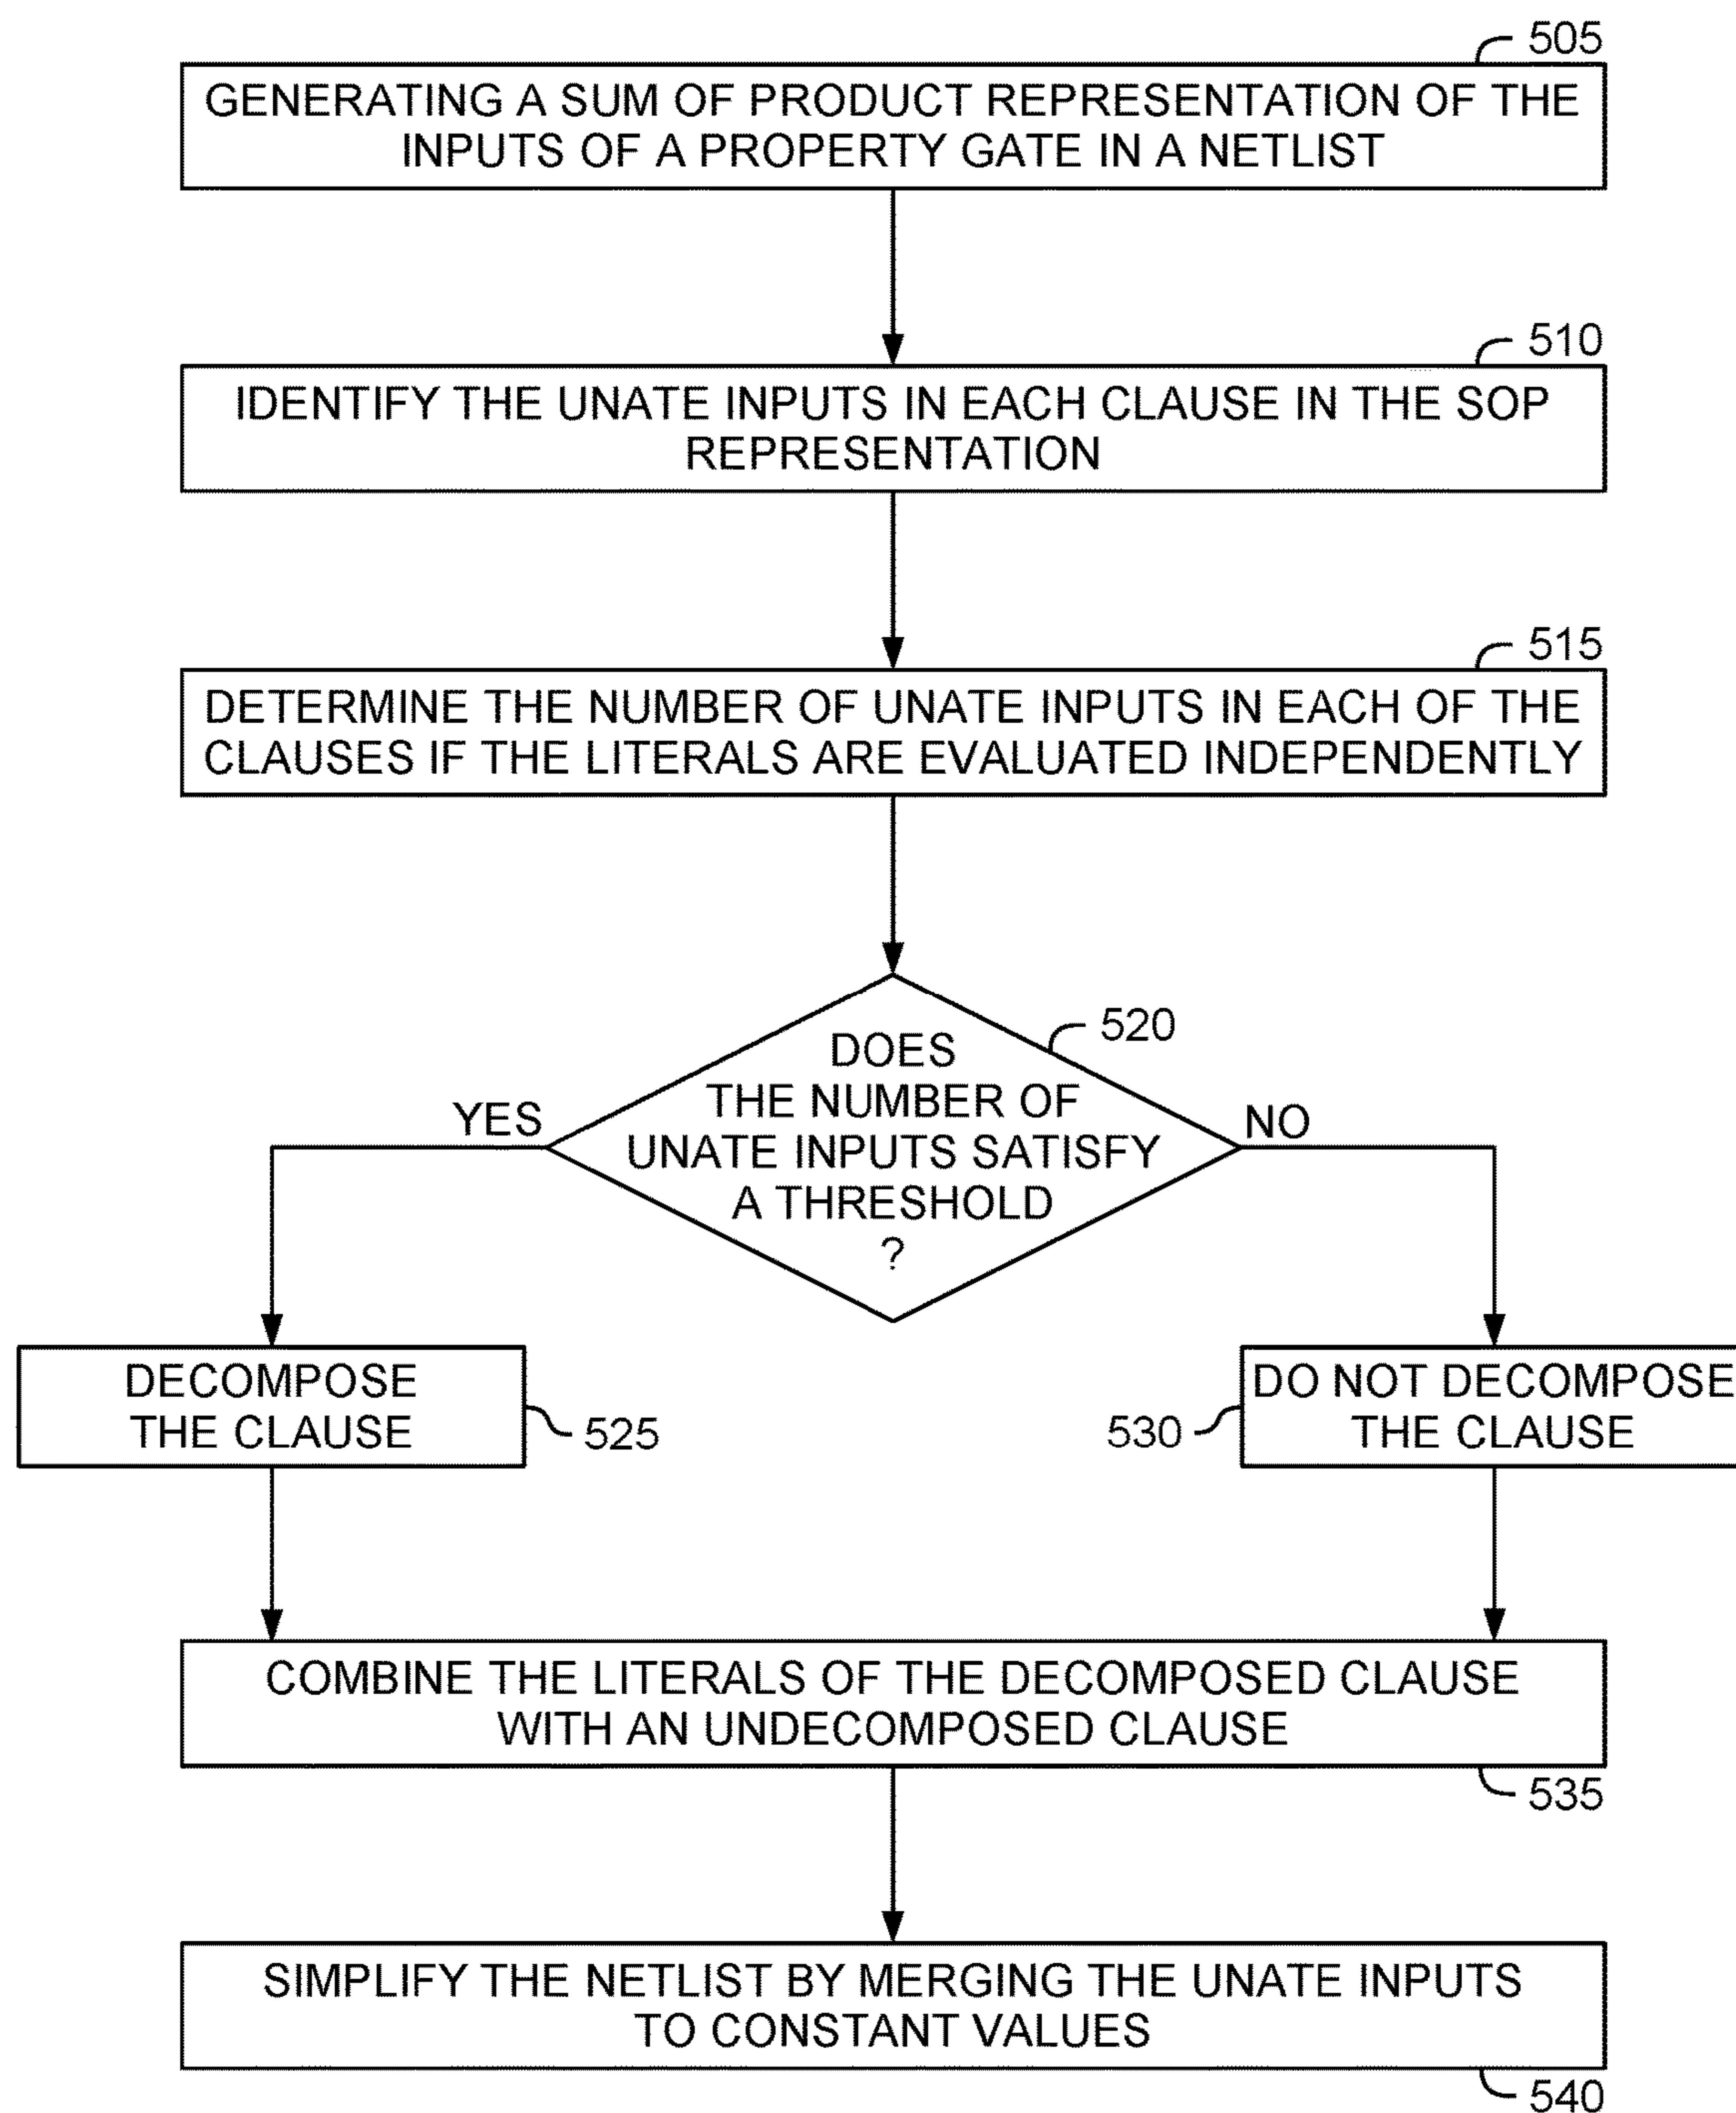 505
GENERATING A SUM OF PRODUCT REPRESENTATION OF THE
INPUTS OF A PROPERTY GATE IN A NETLIST
510
IDENTIFY THE UNATE INPUTS IN EACH CLAUSE IN THE SOP
REPRESENTATION
515
DETERMINE THE NUMBER OF UNATE INPUTS IN EACH OF THE
CLAUSES IF THE LITERALS ARE EVALUATED INDEPENDENTLY
520
DOES
THE NUMBER OF
UNATE INPUTS SATISFY
A THRESHOLD
?
YES
NO
DECOMPOSE
THE CLAUSE
525
DO NOT DECOMPOSE
THE CLAUSE
530
COMBINE THE LITERALS OF THE DECOMPOSED CLAUSE
WITH AN UNDECOMPOSED CLAUSE
535
SIMPLIFY THE NETLIST BY MERGING THE UNATE INPUTS
TO CONSTANT VALUES
540